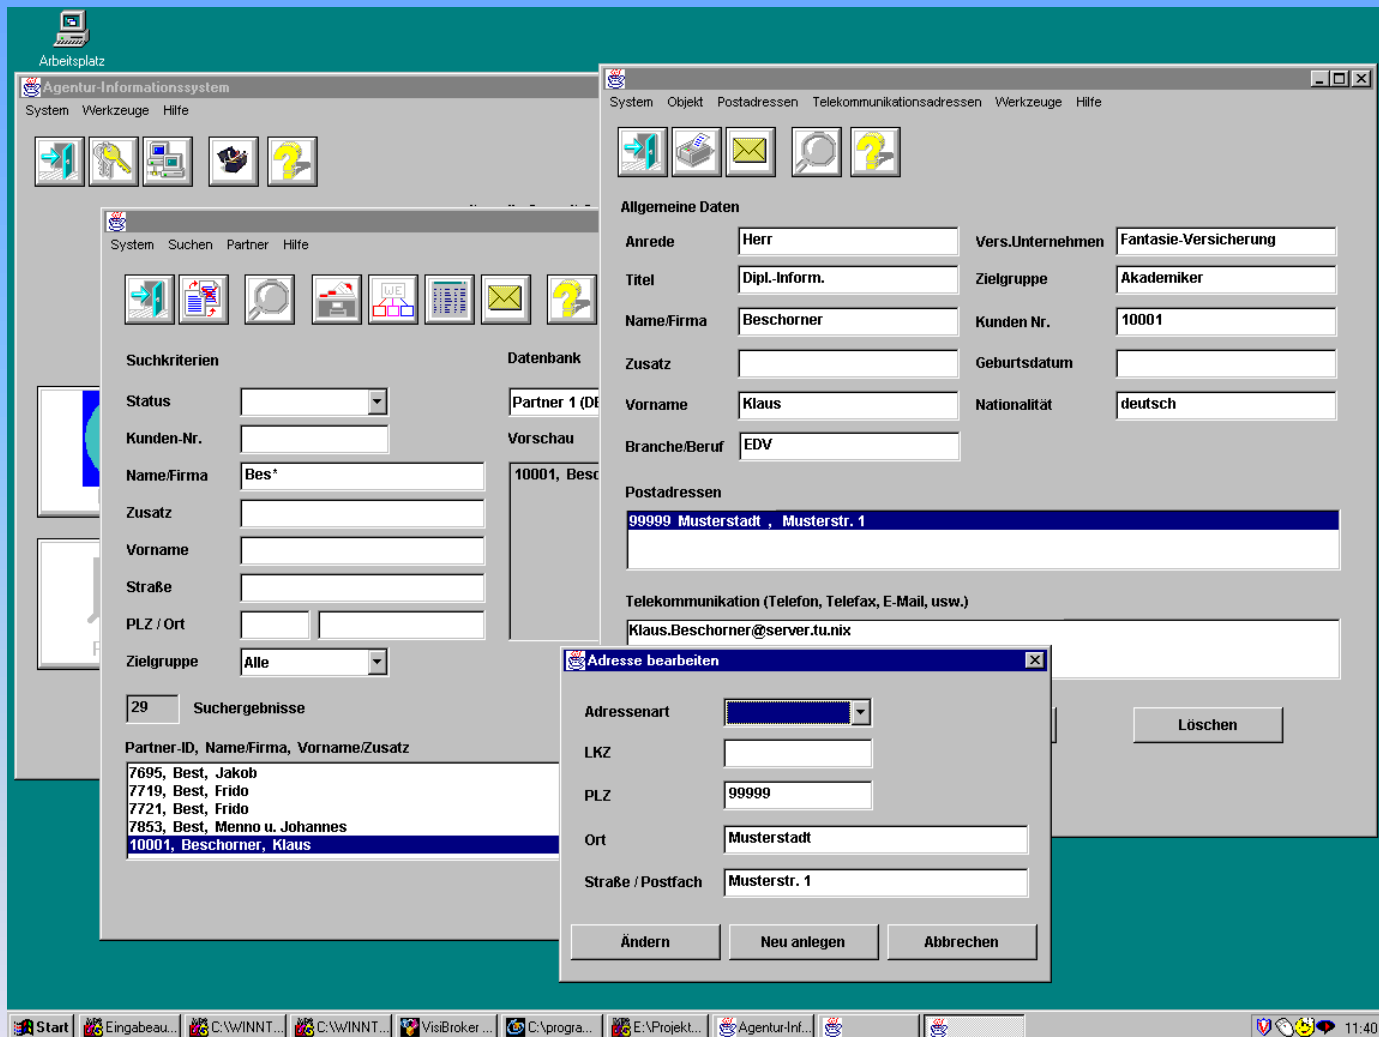 Arbeitsplatz
Agentur-Informationssystem
System Werkzeuge Hilfe
System Suchen Partner Hilfe
WE
Suchkriterien
Datenbank
Status
Partner 1 (DE
Kunden-Nr.
Vorschau
Name/Firma Bes*
10001, Besc
Zusatz
Vorname
Straße
PLZ / Ort
Zielgruppe Alle
29 Suchergebnisse
Partner-ID, Name/Firma, Vorname/Zusatz
7695, Best, Jakob
7719, Best, Frido
7721, Best, Frido
7853, Best, Menno u. Johannes
10001, Beschorner, Klaus
System Objekt Postadressen Telekommunikationsadressen Werkzeuge Hilfe
Allgemeine Daten
Anrede Herr Vers.Unternehmen Fantasie-Versicherung
Titel Dipl.-Inform. Zielgruppe Akademiker
Name/Firma Beschorner Kunden Nr. 10001
Zusatz Geburtsdatum
Vorname Klaus Nationalität deutsch
Branche/Beruf EDV
Postadressen
99999 Musterstadt , Musterstr. 1
Telekommunikation (Telefon, Telefax, E-Mail, usw.)
Klaus.Beschorner@server.tu.nix
Löschen
Adresse bearbeiten
Adressenart
LKZ
PLZ 99999
Ort Musterstadt
Straße / Postfach Musterstr. 1
Ändern Neu anlegen Abbrechen
Start Eingabeau... C:\WINNT... C:\WINNT... VisiBroker ... C:\progra... E:\Projekt... Agentur-Inf... 11:40